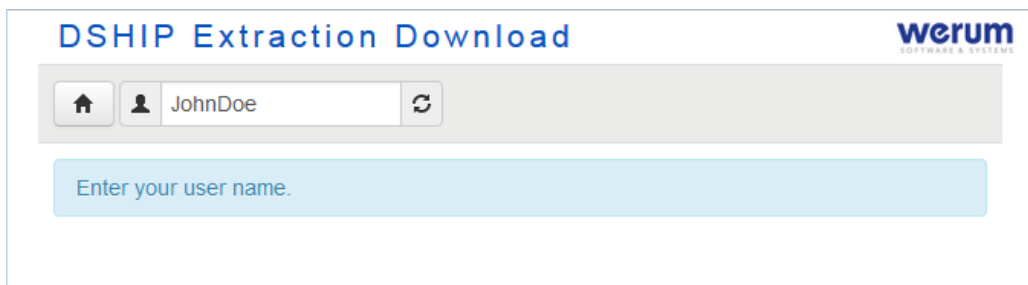 DSHIP Extraction Download
werum
SOFTWARE & SYSTEMS
JohnDoe
Enter your user name.